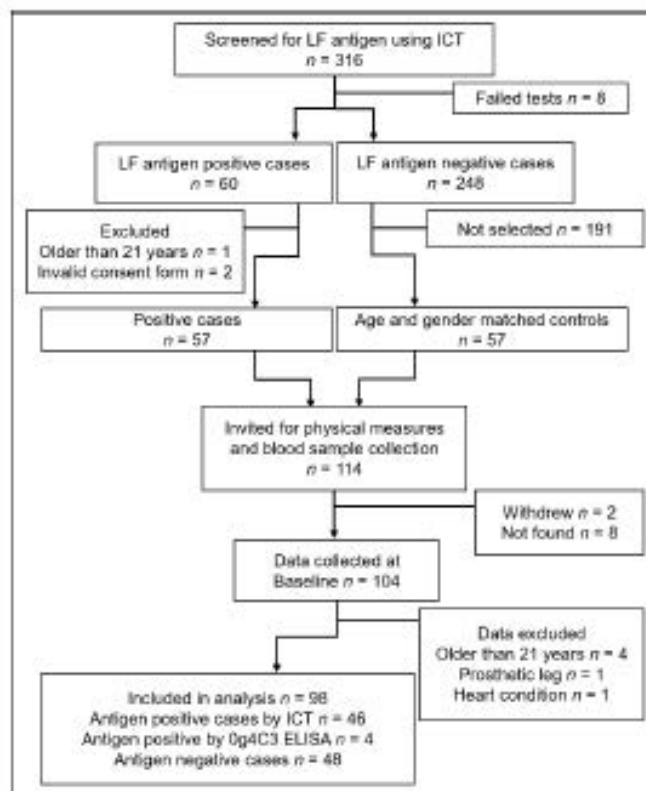 Screened for LF antigen using ICT
n = 316
Failed tests n = 8
LF antigen positive cases
n = 60
LF antigen negative cases
n = 248
Excluded
Older than 21 years n = 1
Invalid consent form n = 2
Not selected n = 191
Positive cases
n = 57
Age and gender matched controls
n = 57
Invited for physical measures
and blood sample collection
n = 114
Withdrew n = 2
Not found n = 8
Data collected at
Baseline n = 104
Data excluded
Older than 21 years n = 4
Prosthetic leg n = 1
Heart condition n = 1
Included in analysis n = 98
Antigen positive cases by ICT n = 46
Antigen positive by 0g4C3 ELISA n = 4
Antigen negative cases n = 48